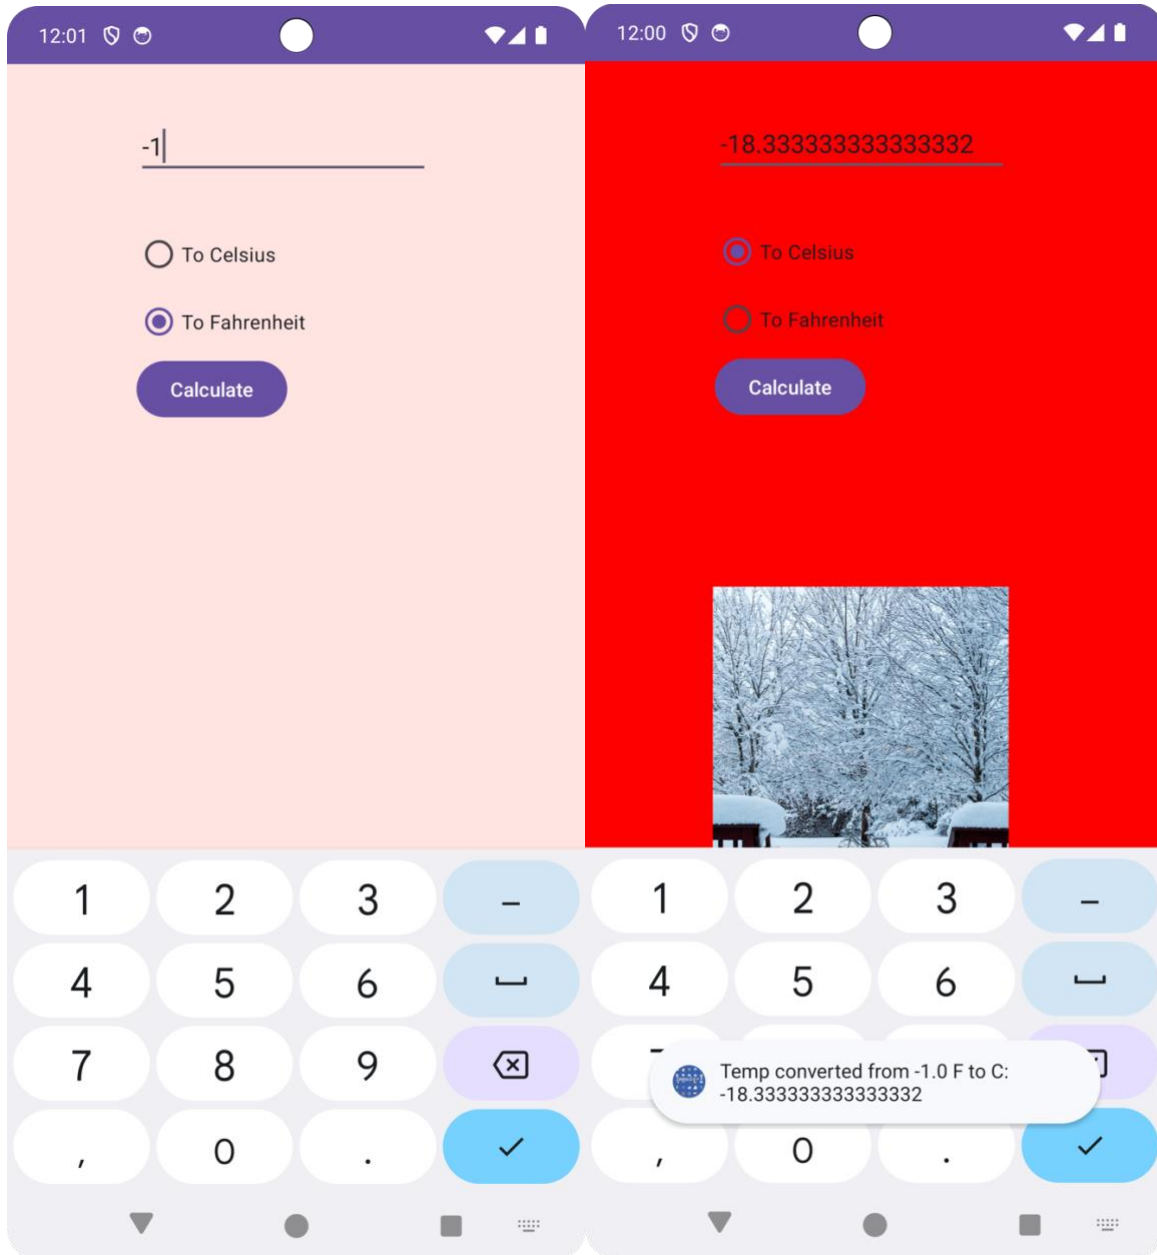 12:01
-1
To Celsius
To Fahrenheit
Calculate
1 2 3 -
4 5 6
7 8 9
, 0 .
12:00
-18.333333333333332
To Celsius
To Fahrenheit
Calculate
1 2 3 -
4 5 6
Temp converted from -1.0 F to C:
-18.333333333333332
, 0 .